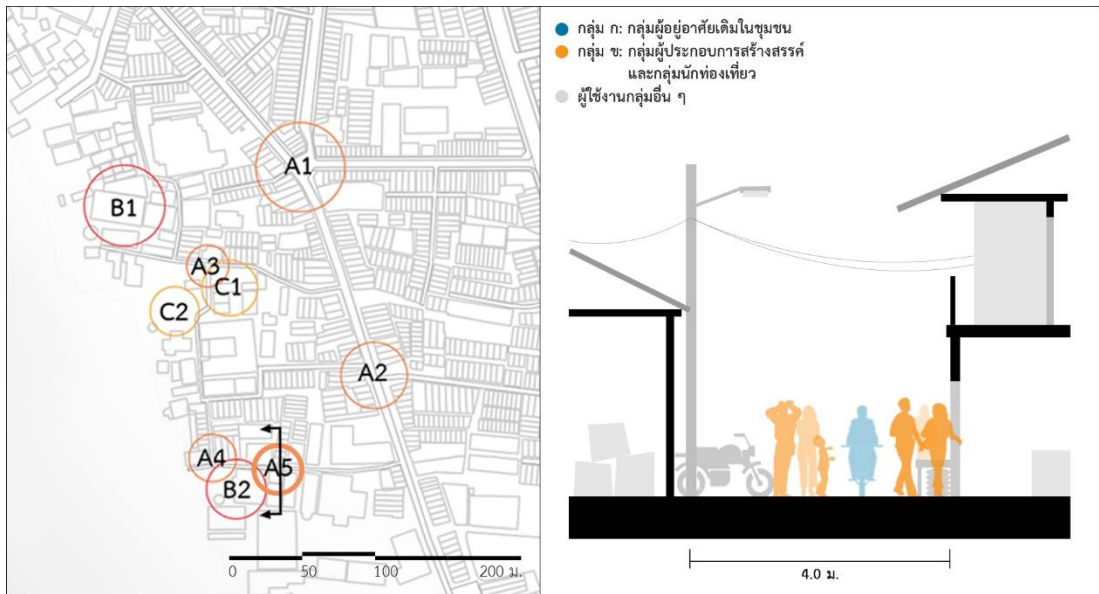 A1
B1
A3
C1
C2
A2
A4
A5
B2
0 50 100 200 ม.
กลุ่ม ก: กลุ่มผู้อยู่อาศัยเดิมในชุมชน
กลุ่ม ข: กลุ่มผู้ประกอบการสร้างสรรค์
และกลุ่มนักท่องเที่ยว
ผู้ใช้งานกลุ่มอื่น ๆ
4.0 ม.